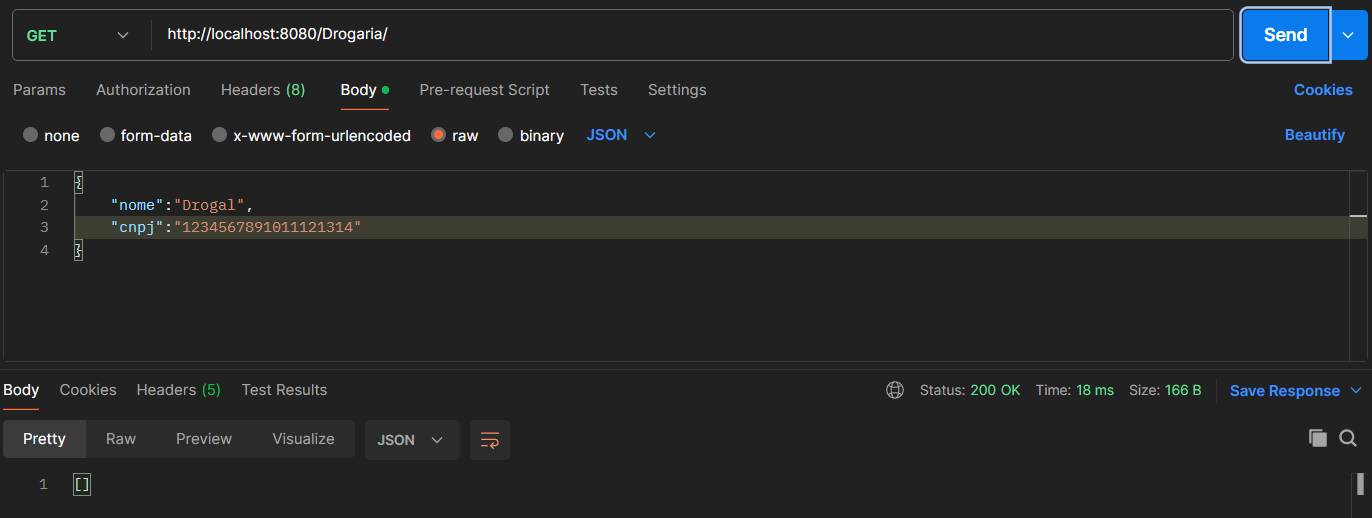 GET http://localhost:8080/Drogaria/ Send
Params Authorization Headers (8) Body Pre-request Script Tests Settings Cookies
none form-data x-www-form-urlencoded raw binary JSON Beautify
1 {
2 "nome":"Drogal",
3 "cnpj":"1234567891011121314"
4 }
Body Cookies Headers (5) Test Results Status: 200 OK Time: 18 ms Size: 166 B Save Response
Pretty Raw Preview Visualize JSON
1 []